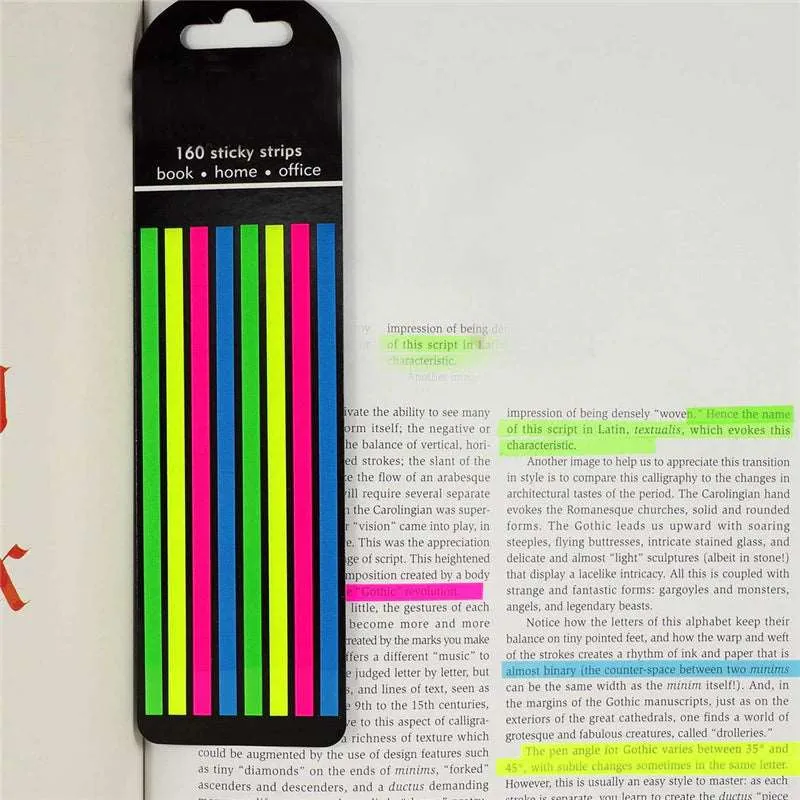 160 sticky strips
book • home • office
impression of being
of this script in Latin
characteristic.
Another
ivate the ability to see many
orm itself; the negative or
he balance of vertical, hori-
ed strokes; the slant of the
ke the flow of an arabesque
vill require several separate
n the Carolingian was super-
r “vision” came into play, in
e. This was the appreciation
ge of script. This heightened
mposition created by a body
e “Gothic” revolution.
little, the gestures of each
become more and more
created by the marks you make
ffers a different “music” to
e judged letter by letter, but
, and lines of text, seen as
e 9th to the 15th centuries,
ve to this aspect of calligra-
a richness of texture which
could be augmented by the use of design features such
as tiny “diamonds” on the ends of minims, “forked”
ascenders and descenders, and a ductus demanding
impression of being densely “woven.” Hence the name
of this script in Latin, textualis, which evokes this
characteristic.
Another image to help us to appreciate this transition
in style is to compare this calligraphy to the changes in
architectural tastes of the period. The Carolingian hand
evokes the Romanesque churches, solid and rounded
forms. The Gothic leads us upward with soaring
steeples, flying buttresses, intricate stained glass, and
delicate and almost “light” sculptures (albeit in stone!)
that display a lacelike intricacy. All this is coupled with
strange and fantastic forms: gargoyles and monsters,
angels, and legendary beasts.
Notice how the letters of this alphabet keep their
balance on tiny pointed feet, and how the warp and weft
of the strokes creates a rhythm of ink and paper that is
almost binary (the counter-space between two minims
can be the same width as the minim itself!). And, in
the margins of the Gothic manuscripts, just as on the
exteriors of the great cathedrals, one finds a world of
grotesque and fabulous creatures, called “drolleries.”
The pen angle for Gothic varies between 35° and
45°, with subtle changes sometimes in the same letter.
However, this is usually an easy style to master: as each
stroke is separate, you learn to create the ductus “piece